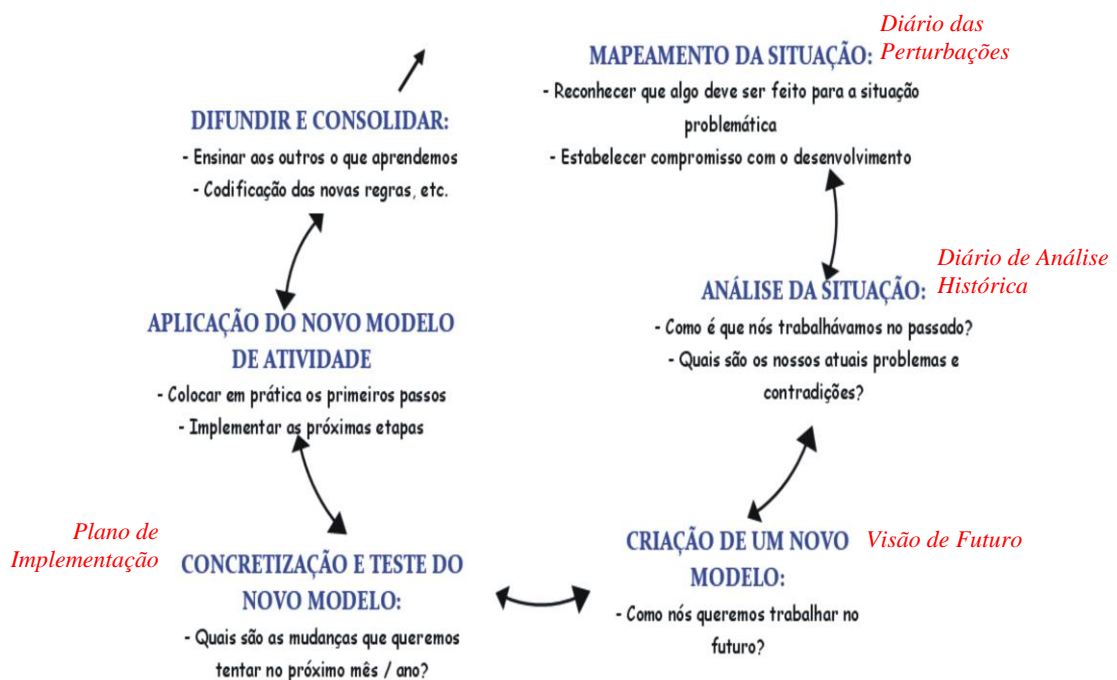 MAPEAMENTO DA SITUAÇÃO:
Diário das
Perturbações
- Reconhecer que algo deve ser feito para a situação
problemática
- Estabelecer compromisso com o desenvolvimento
ANÁLISE DA SITUAÇÃO:
Diário de Análise
Histórica
- Como é que nós trabalhávamos no passado?
- Quais são os nossos atuais problemas e
contradições?
CRIAÇÃO DE UM NOVO
MODELO:
Visão de Futuro
- Como nós queremos trabalhar no
futuro?
Plano de
Implementação
CONCRETIZAÇÃO E TESTE DO
NOVO MODELO:
- Quais são as mudanças que queremos
tentar no próximo mês / ano?
APLICAÇÃO DO NOVO MODELO
DE ATIVIDADE
- Colocar em prática os primeiros passos
- Implementar as próximas etapas
DIFUNDIR E CONSOLIDAR:
- Ensinar aos outros o que aprendemos
- Codificação das novas regras, etc.